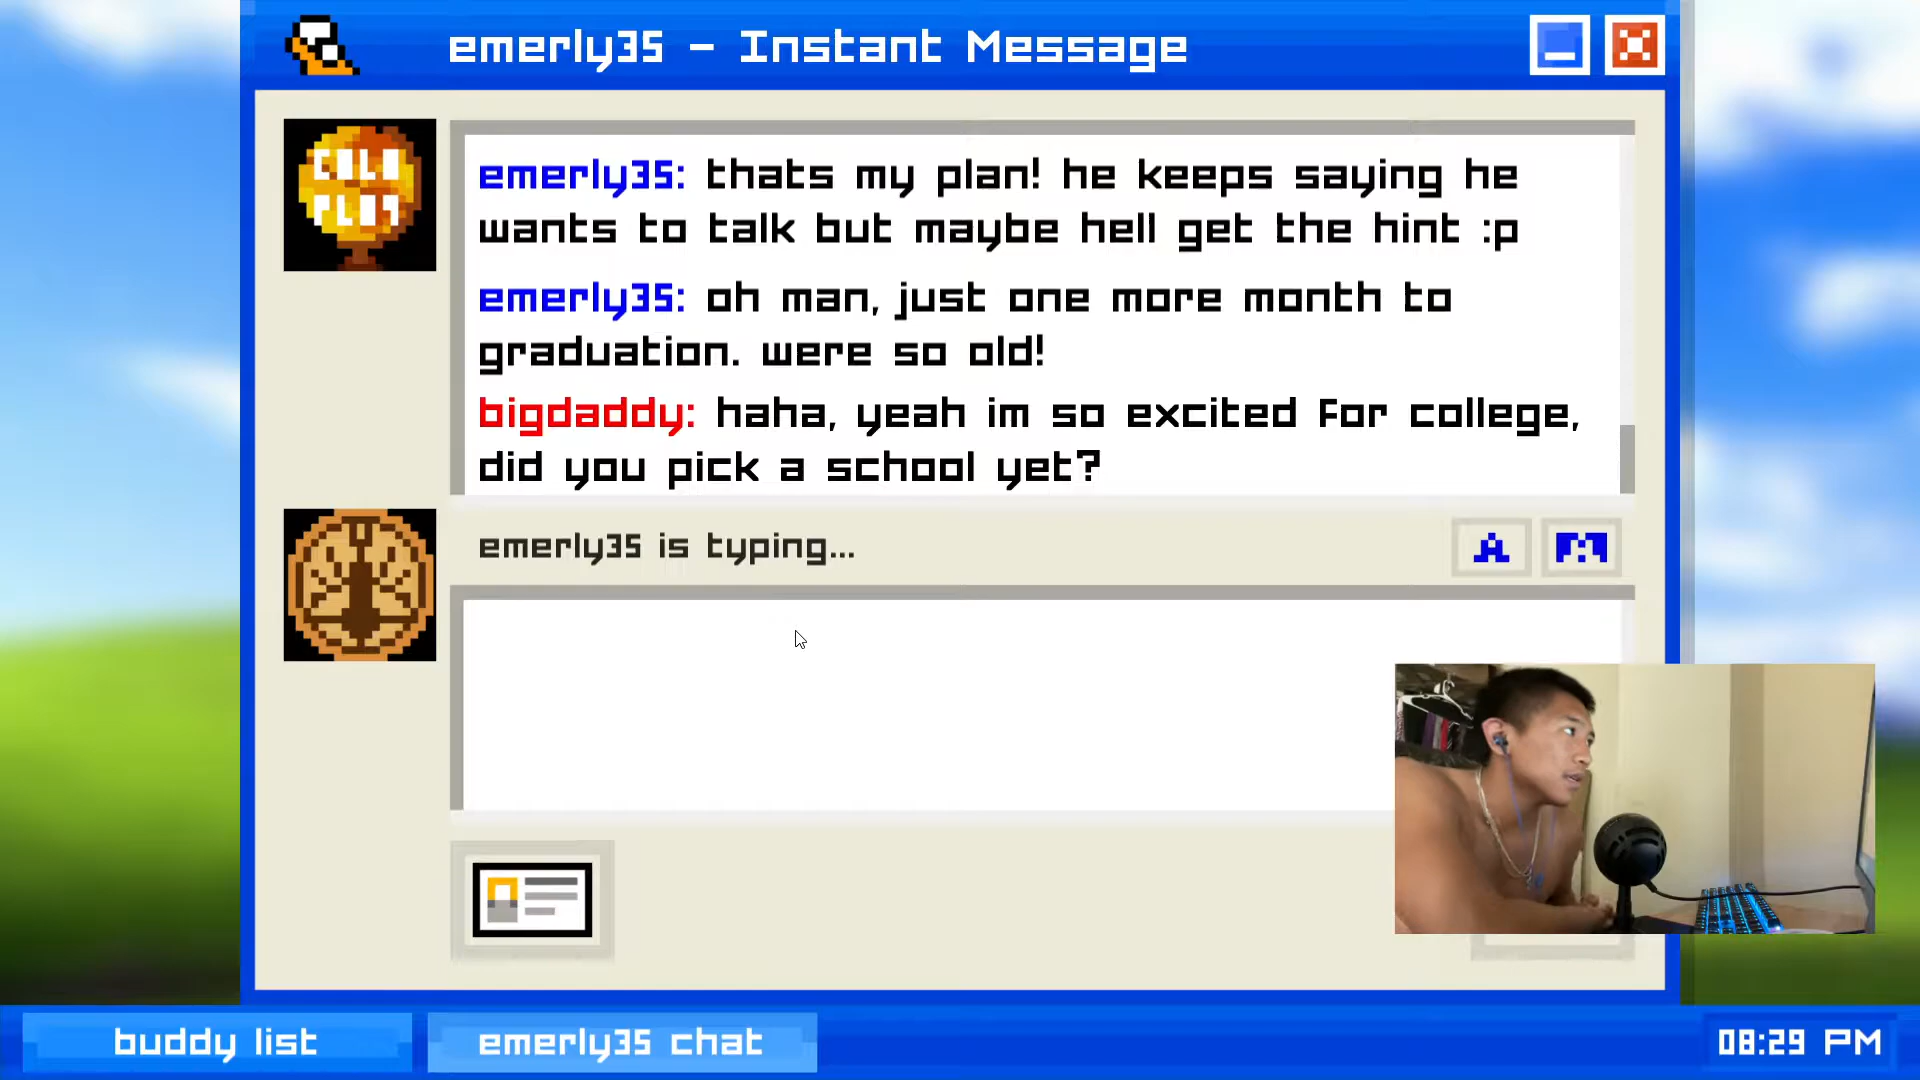 emerly35 - Instant Message
COLD
PLAY
emerly35: thats my plan! he keeps saying he
wants to talk but maybe hell get the hint :p
emerly35: oh man, just one more month to
graduation. were so old!
bigdaddy: haha, yeah im so excited for college,
did you pick a school yet?
emerly35 is typing...
A
buddy list
emerly35 chat
08:29 PM